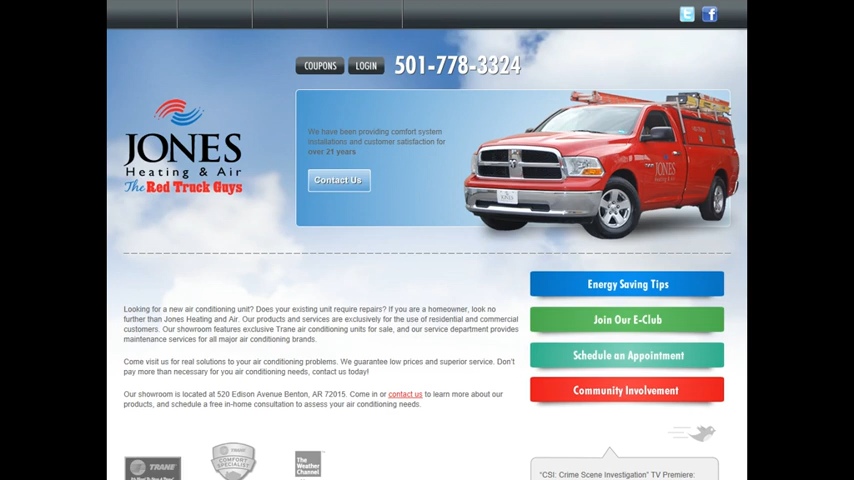 COUPONS
LOGIN
501-778-3324
JONES
Heating & Air
The Red Truck Guys
We have been providing comfort system
installations and customer satisfaction for
over 21 years
Contact Us
JONES
Energy Saving Tips
Join Our E-Club
Schedule an Appointment
Community Involvement
Looking for a new air conditioning unit? Does your existing unit require repairs? If you are a homeowner, look no
further than Jones Heating and Air. Our products and services are exclusively for the use of residential and commercial
customers. Our showroom features exclusive Trane air conditioning units for sale, and our service department provides
maintenance services for all major air conditioning brands.
Come visit us for real solutions to your air conditioning problems. We guarantee low prices and superior service. Don't
pay more than necessary for you air conditioning needs, contact us today!
Our showroom is located at 520 Edison Avenue Benton, AR 72015. Come in or contact us to learn more about our
products, and schedule a free in-home consultation to assess your air conditioning needs.
TRANE
TRANE
COMFORT
SPECIALIST
The
Weather
Channel
"CSI: Crime Scene Investigation" TV Premiere: